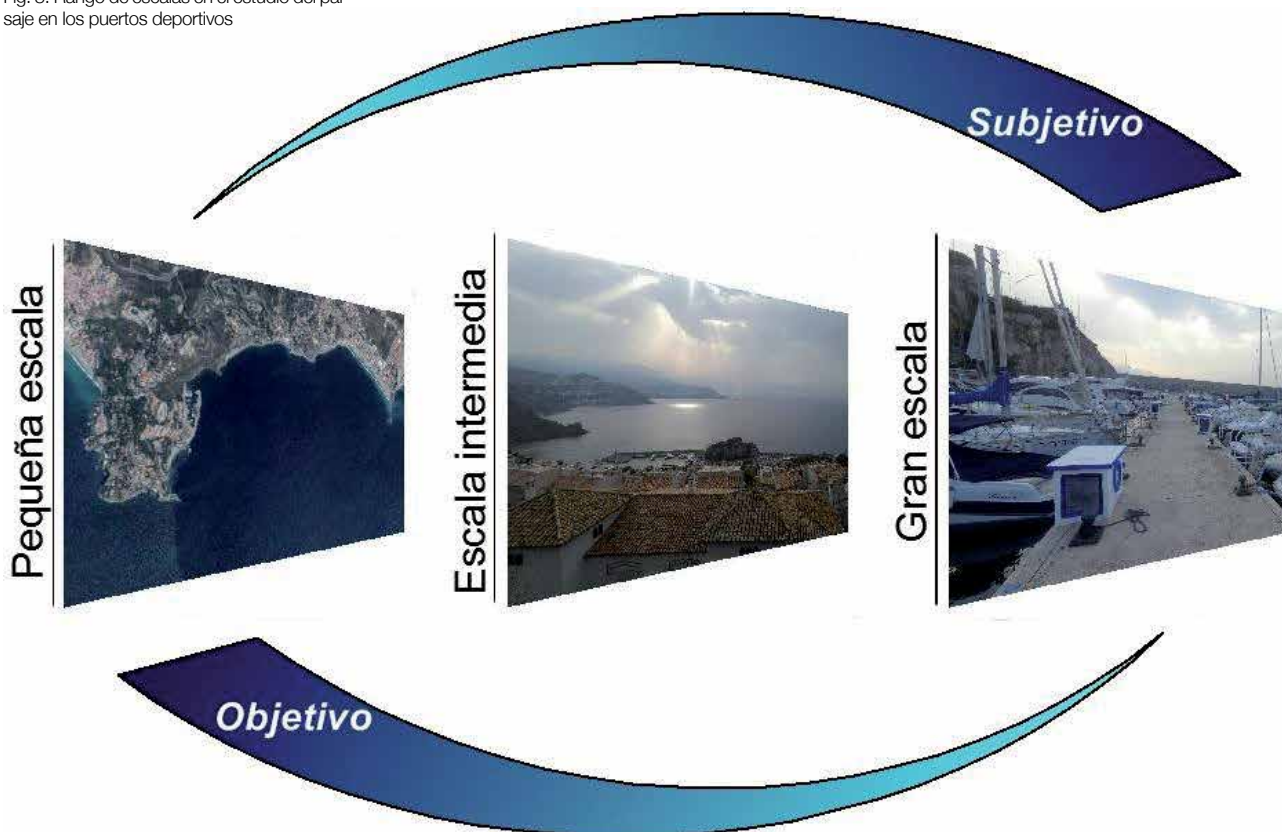 saje en los puertos deportivos
Subjetivo
Pequeña escala
Escala intermedia
Gran escala
Objetivo